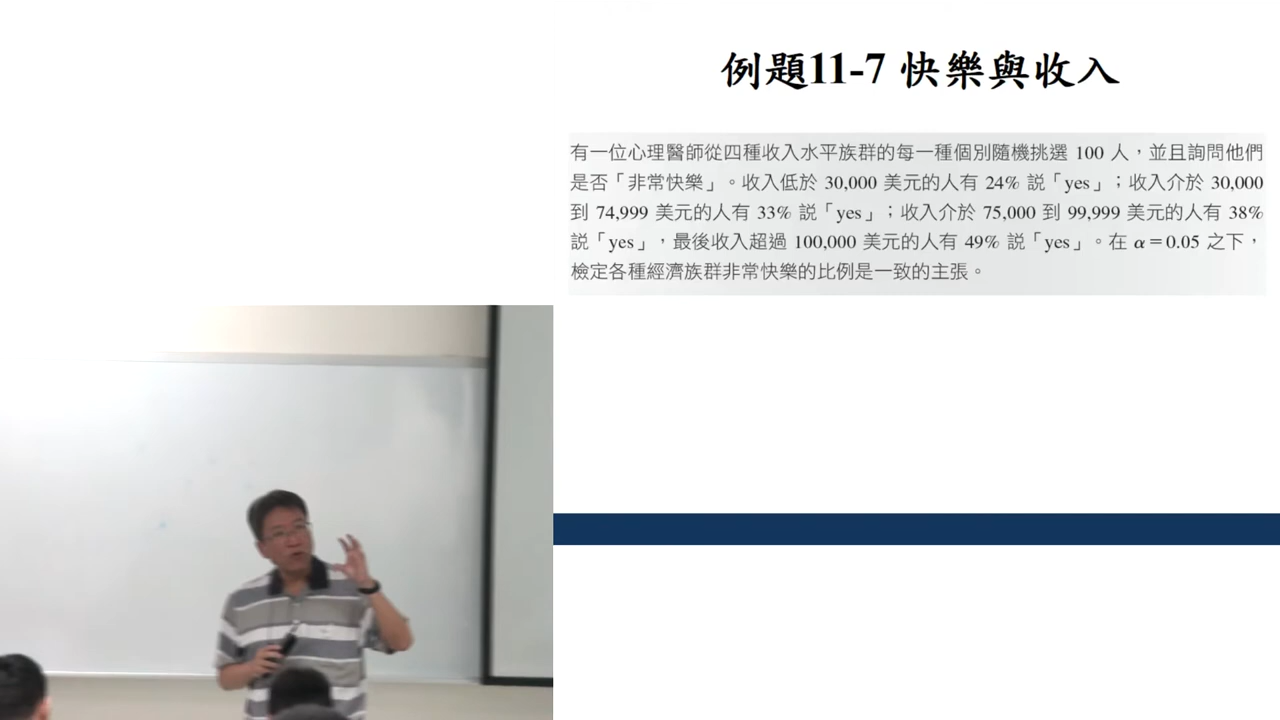 例題11-7 快樂與收入
有一位心理醫師從四種收入水平族群的每一種個別隨機挑選 100 人，並且詢問他們
是否「非常快樂」。收入低於 30,000 美元的人有 24% 說「yes」；收入介於 30,000
到 74,999 美元的人有 33% 說「yes」；收入介於 75,000 到 99,999 美元的人有 38%
說「yes」，最後收入超過 100,000 美元的人有 49% 說「yes」。在 α＝0.05 之下，
檢定各種經濟族群非常快樂的比例是一致的主張。